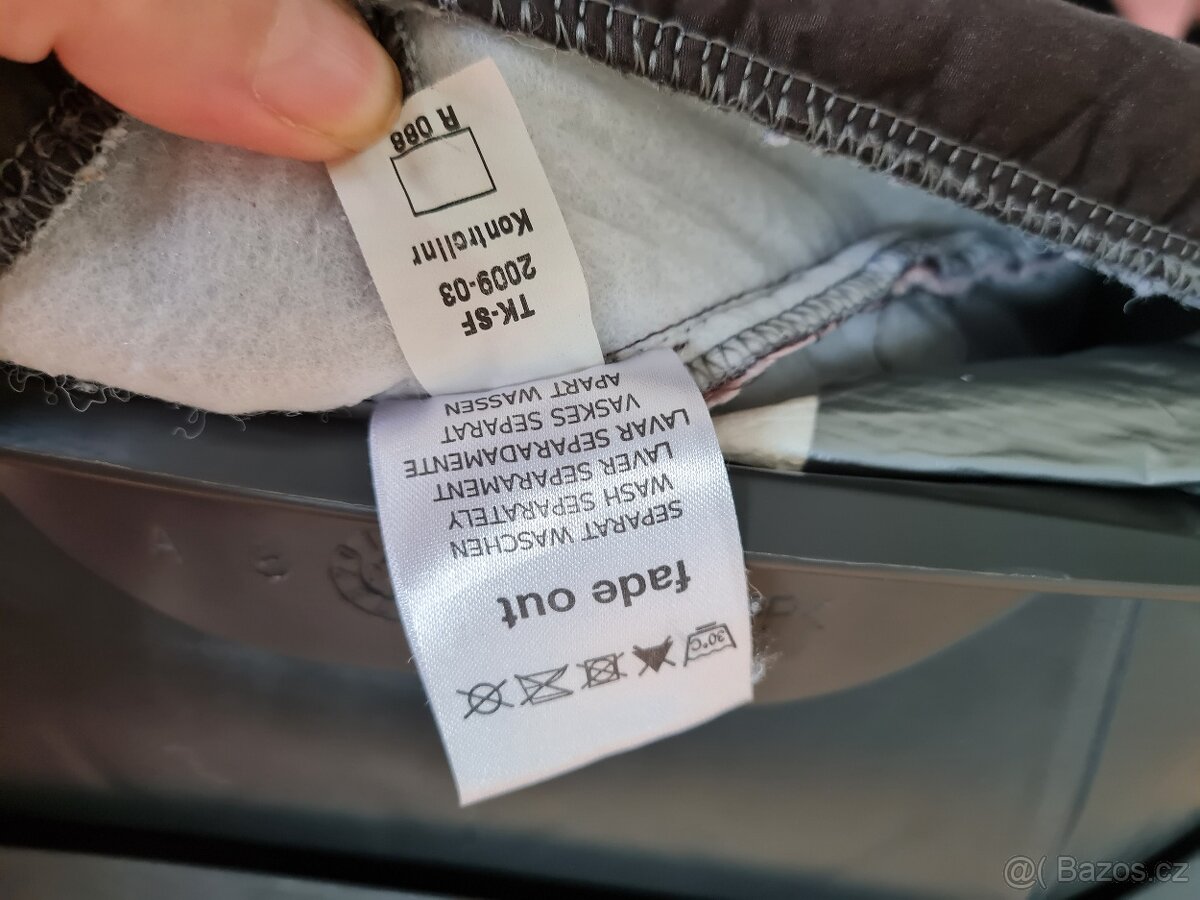 30°C
fade out
SEPARAT WASCHEN
WASH SEPARATELY
LAVER SEPARAMENT
LAVAR SEPARADAMENTE
VASKES SEPARAT
APART WASSEN
TK-SF
2009-03
Kontrollnr
R 088
@( Bazos.cz